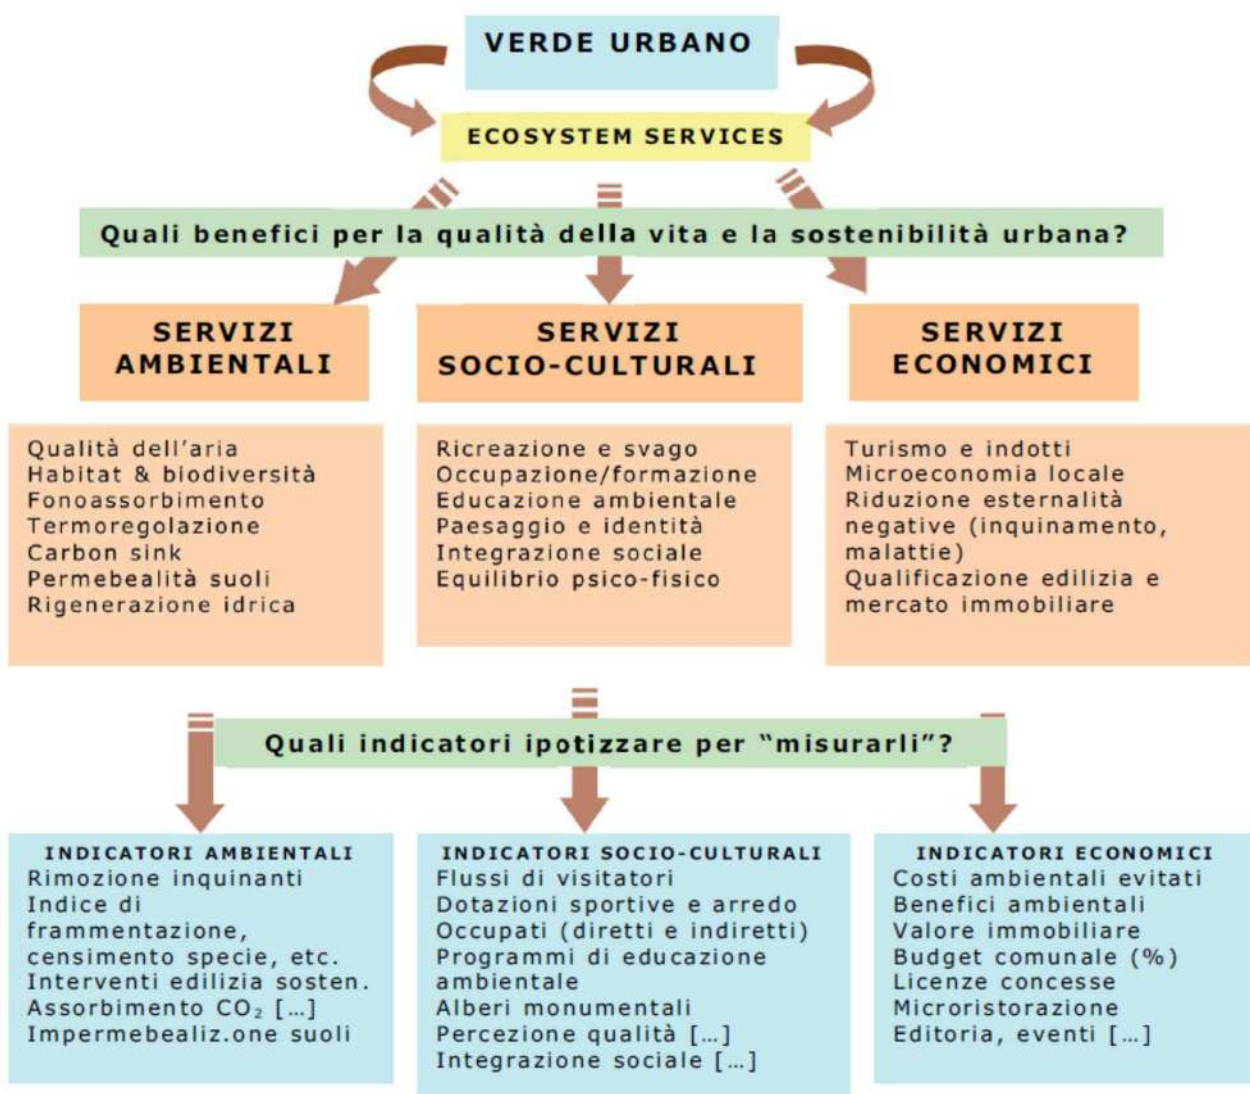 VERDE URBANO
ECOSYSTEM SERVICES
Quali benefici per la qualità della vita e la sostenibilità urbana?
SERVIZI
AMBIENTALI
SERVIZI
SOCIO-CULTURALI
SERVIZI
ECONOMICI
Qualità dell'aria
Habitat & biodiversità
Fonoassorbimento
Termoregolazione
Carbon sink
Permebealità suoli
Rigenerazione idrica
Ricreazione e svago
Occupazione/formazione
Educazione ambientale
Paesaggio e identità
Integrazione sociale
Equilibrio psico-fisico
Turismo e indotti
Microeconomia locale
Riduzione esternalità
negative (inquinamento,
malattie)
Qualificazione edilizia e
mercato immobiliare
Quali indicatori ipotizzare per “misurarli”?
INDICATORI AMBIENTALI
Rimozione inquinanti
Indice di
frammentazione,
censimento specie, etc.
Interventi edilizia sosten.
Assorbimento CO₂ […]
Impermebealiz.one suoli
INDICATORI SOCIO-CULTURALI
Flussi di visitatori
Dotazioni sportive e arredo
Occupati (diretti e indiretti)
Programmi di educazione
ambientale
Alberi monumentali
Percezione qualità […]
Integrazione sociale […]
INDICATORI ECONOMICI
Costi ambientali evitati
Benefici ambientali
Valore immobiliare
Budget comunale (%)
Licenze concesse
Microristorazione
Editoria, eventi […]